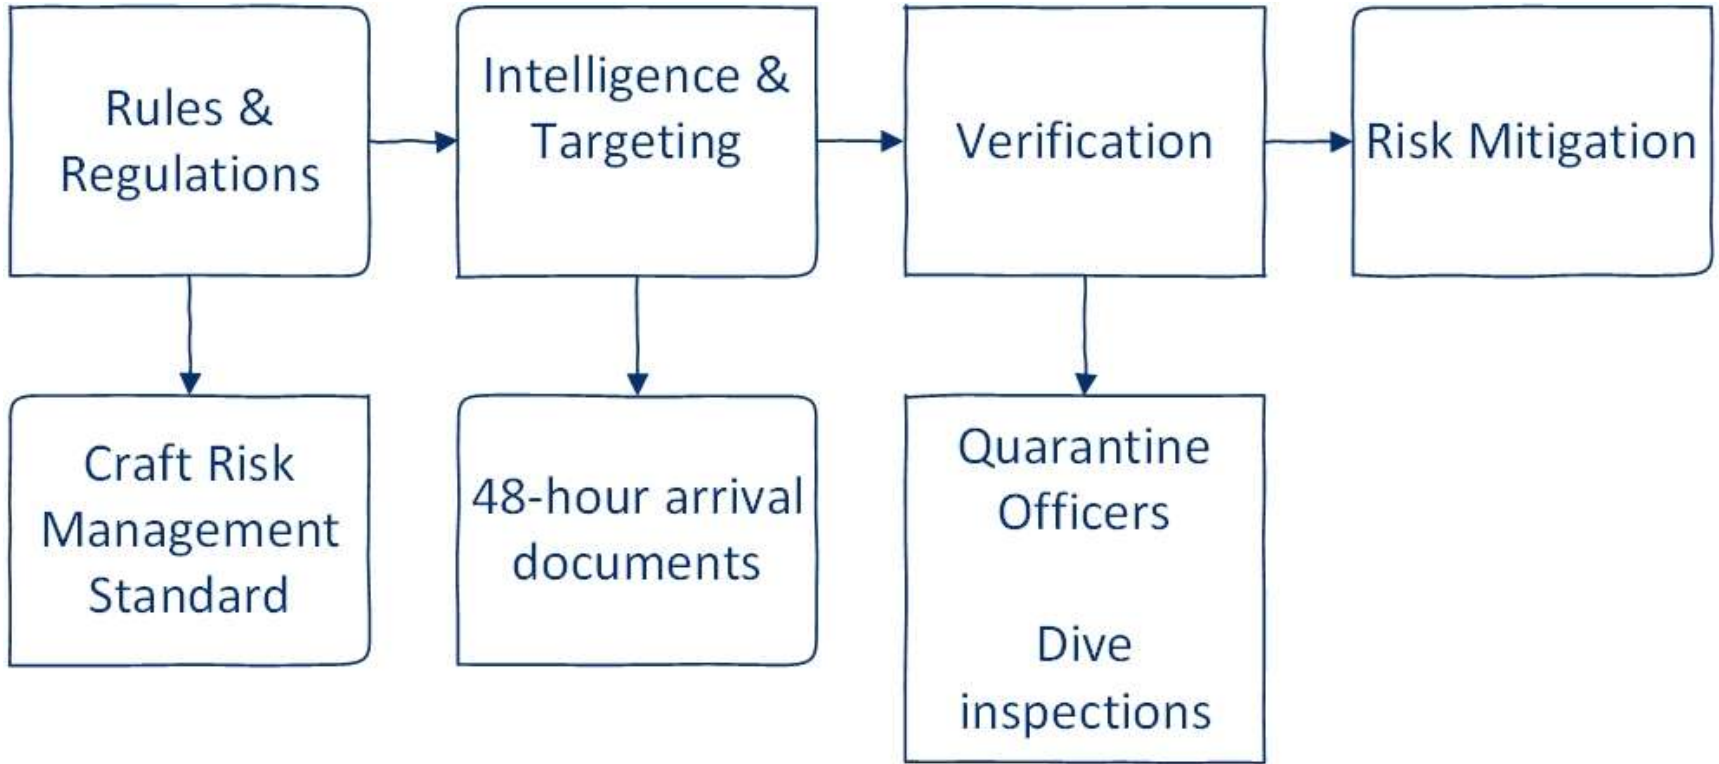 Rules &
Regulations
Intelligence &
Targeting
Verification
Risk Mitigation
Craft Risk
Management
Standard
48-hour arrival
documents
Quarantine
Officers
Dive
inspections